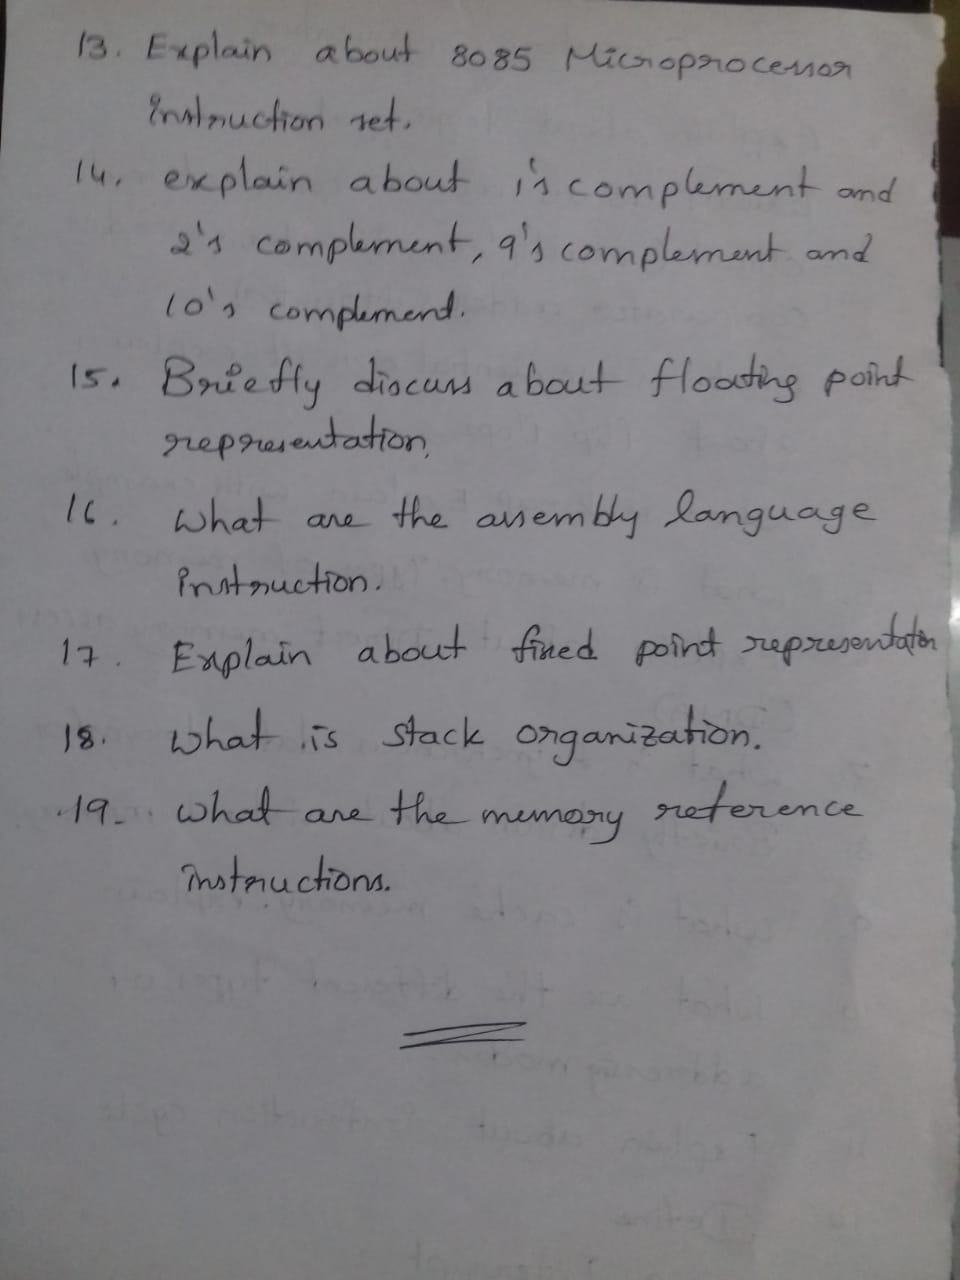 13. Explain about 8085 Microprocessor
instruction set.
14. explain about 1's complement and
2's complement, 9's complement and
10's complement.
15. Briefly discuss about floating point
representation.
16. What are the assembly language
instruction.
17. Explain about fixed point representation
18. What is stack organization.
19. What are the memory reference
instructions.